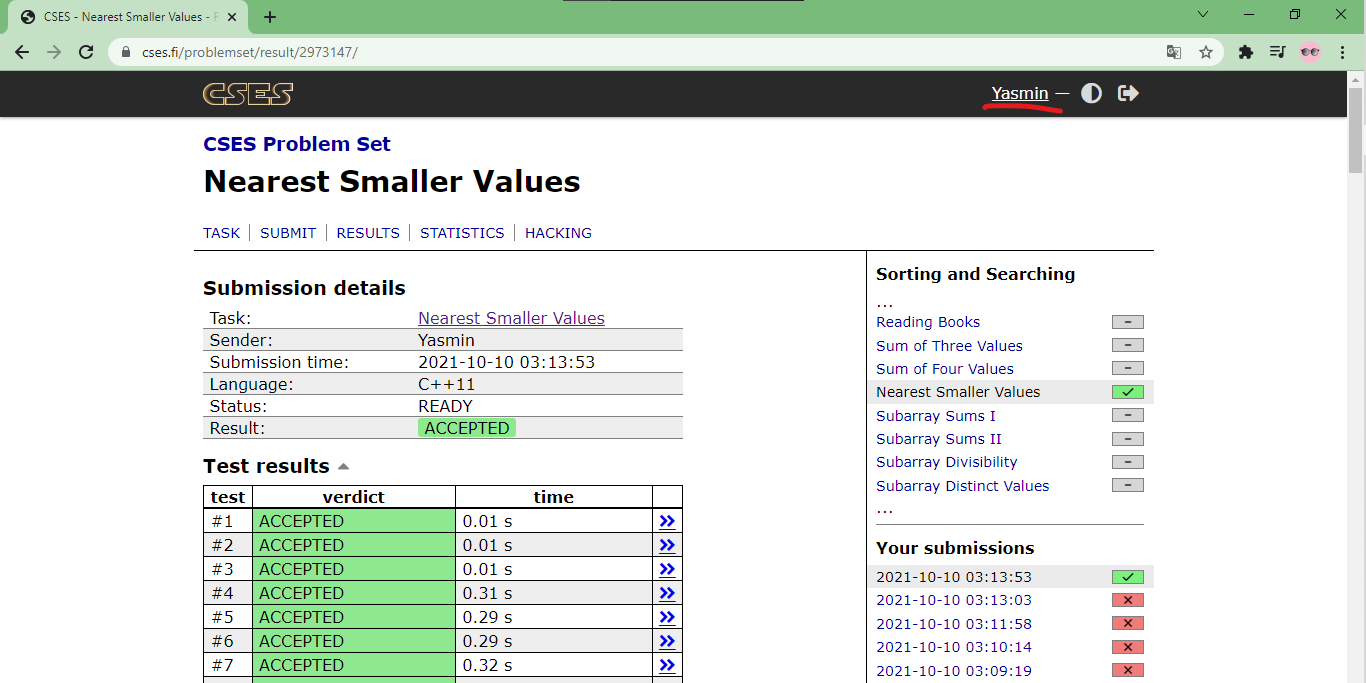 CSES - Nearest Smaller Values -
cses.fi/problemset/result/2973147/
CSES
Yasmin —
CSES Problem Set
Nearest Smaller Values
TASK SUBMIT RESULTS STATISTICS HACKING
Submission details
Task: Nearest Smaller Values
Sender: Yasmin
Submission time: 2021-10-10 03:13:53
Language: C++11
Status: READY
Result: ACCEPTED
Test results
test verdict time
#1 ACCEPTED 0.01 s
#2 ACCEPTED 0.01 s
#3 ACCEPTED 0.01 s
#4 ACCEPTED 0.31 s
#5 ACCEPTED 0.29 s
#6 ACCEPTED 0.29 s
#7 ACCEPTED 0.32 s
Sorting and Searching
...
Reading Books –
Sum of Three Values –
Sum of Four Values –
Nearest Smaller Values
Subarray Sums I –
Subarray Sums II –
Subarray Divisibility –
Subarray Distinct Values –
...
Your submissions
2021-10-10 03:13:53
2021-10-10 03:13:03
2021-10-10 03:11:58
2021-10-10 03:10:14
2021-10-10 03:09:19